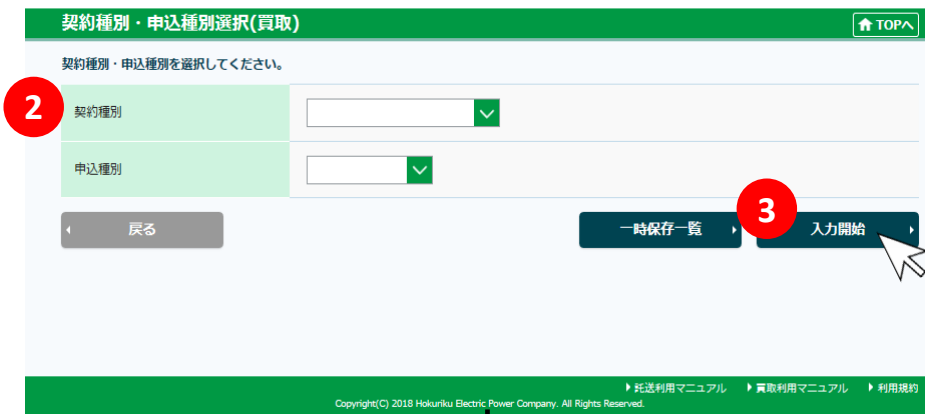 契約種別・申込種別選択(買取)
TOPへ
契約種別・申込種別を選択してください。
2
契約種別
申込種別
3
戻る
一時保存一覧
入力開始
託送利用マニュアル 買取利用マニュアル 利用規約
Copyright(C) 2018 Hokuriku Electric Power Company. All Rights Reserved.